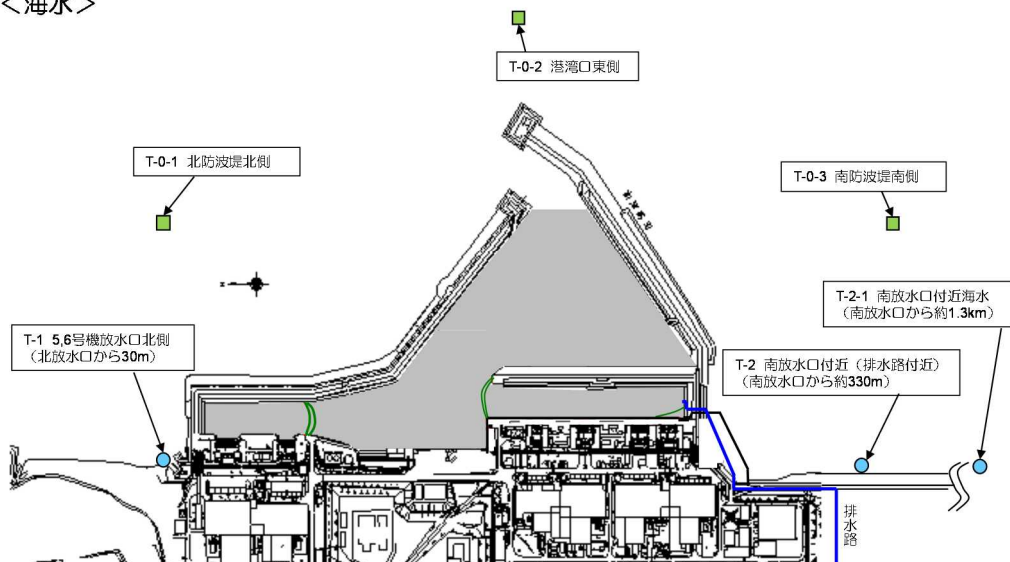 ＜海水＞
T-0-2 港湾口東側
T-0-1 北防波堤北側
T-0-3 南防波堤南側
T-2-1 南放水口付近海水
（南放水口から約1.3km）
T-1 5,6号機放水口北側
（北放水口から30m）
T-2 南放水口付近（排水路付近）
（南放水口から約330m）
排水路